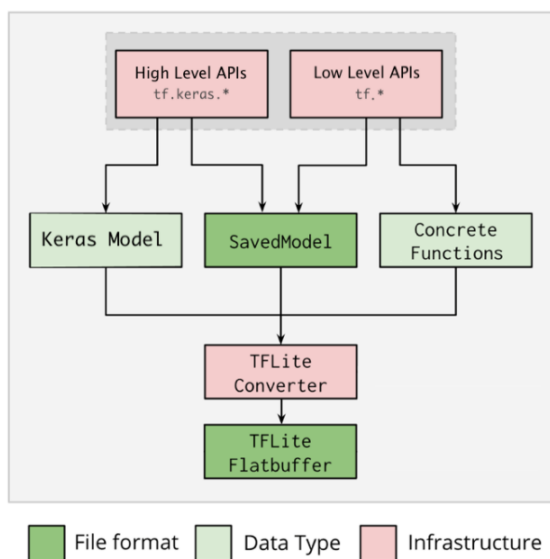 High Level APIs
tf.keras.*
Low Level APIs
tf.*
Keras Model
SavedModel
Concrete
Functions
TFLite
Converter
TFLite
Flatbuffer
File format
Data Type
Infrastructure